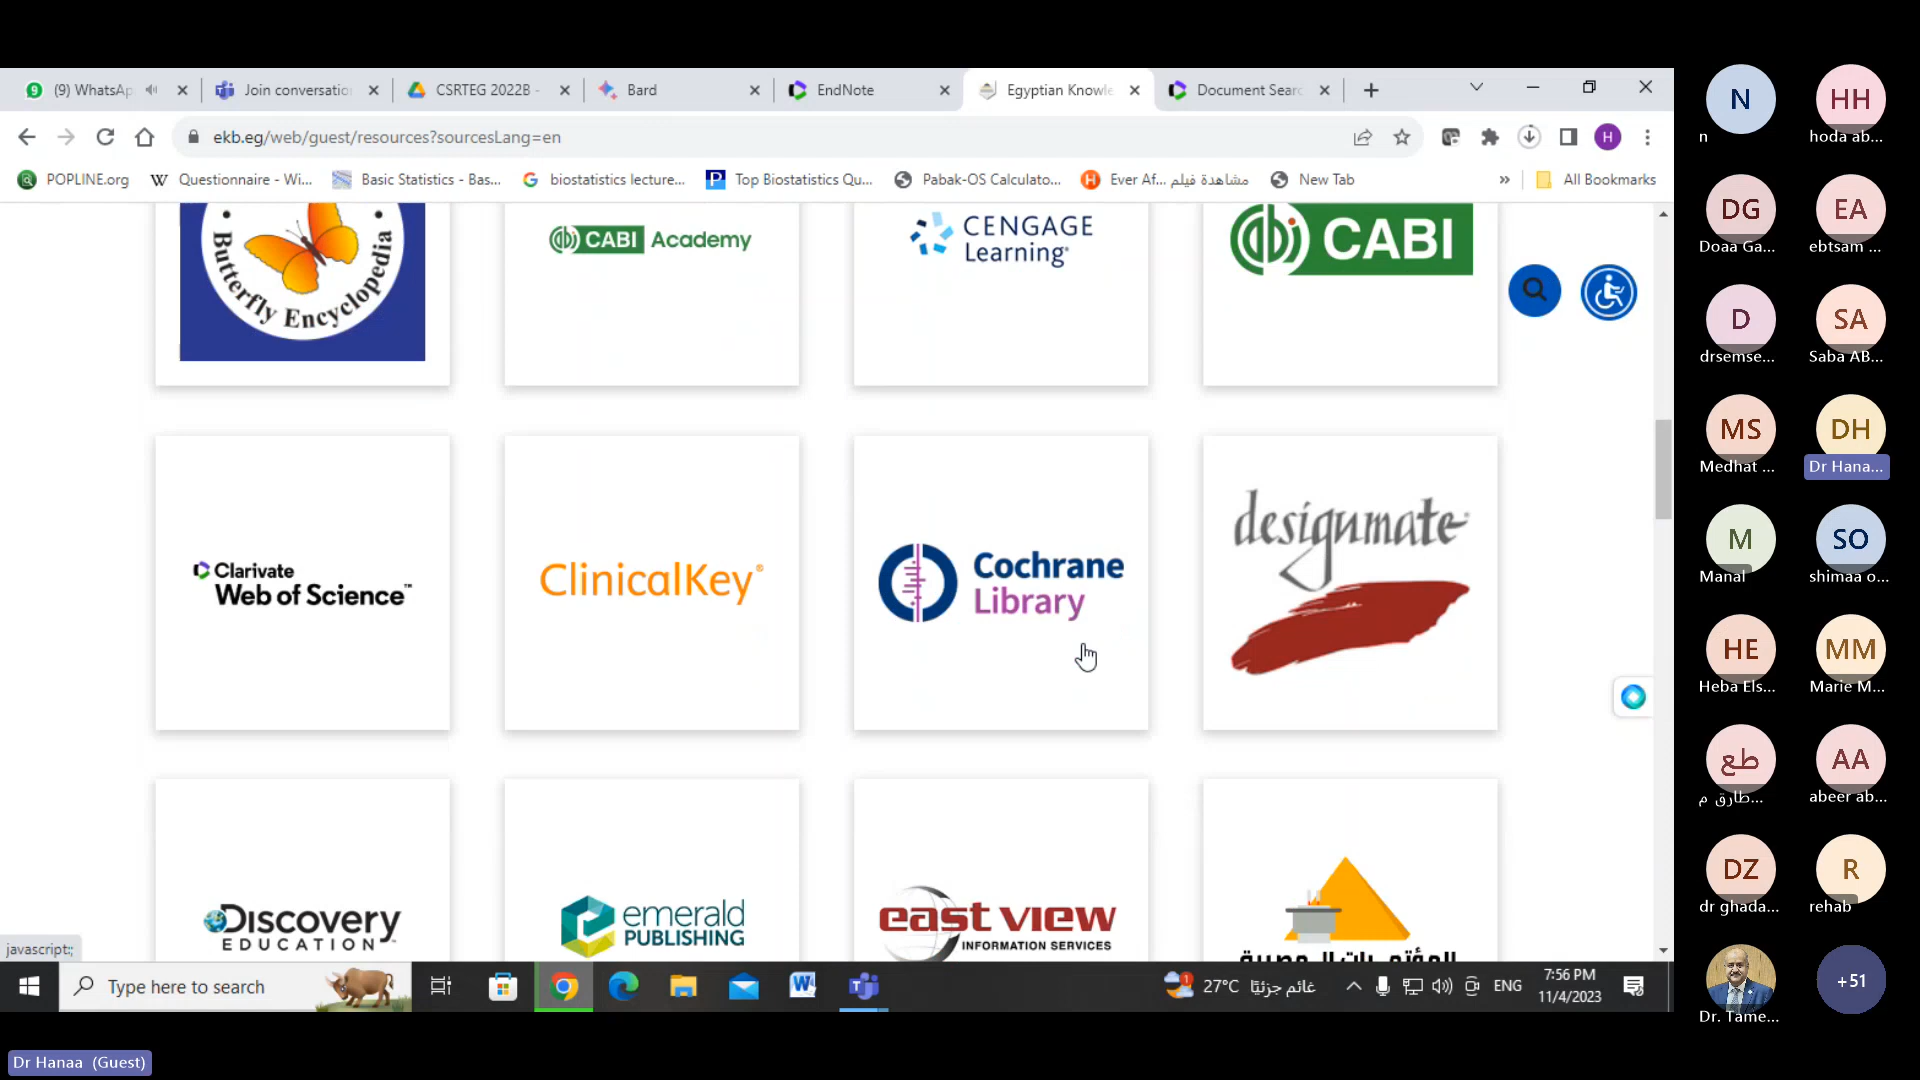 (9) WhatsAp
Join conversatio
CSRTEG 2022B -
Bard
EndNote
Egyptian Knowle
Document Searc
ekb.eg/web/guest/resources?sourcesLang=en
H
POPLINE.org
Questionnaire - Wi...
Basic Statistics - Bas...
biostatistics lecture...
Top Biostatistics Qu...
Pabak-OS Calculato...
Ever Af... مشاهدة فيلم
New Tab
»
All Bookmarks
Butterfly Encyclopedia
CABI Academy
CENGAGE
Learning®
CABI
Clarivate
Web of Science™
ClinicalKey®
Cochrane
Library
designmate
Discovery
EDUCATION™
emerald
PUBLISHING
east view
INFORMATION SERVICES
javascript:;
Type here to search
27°C غائم جزئيًا
ENG
7:56 PM
11/4/2023
N
n
HH
hoda ab...
DG
Doaa Ga...
EA
ebtsam ...
D
drsemse...
SA
Saba AB...
MS
Medhat ...
DH
Dr Hana...
M
Manal
SO
shimaa o...
HE
Heba Els...
MM
Marie M...
طع
طارق م...
AA
abeer ab...
DZ
dr ghada...
R
rehab
Dr. Tame...
+51
Dr Hanaa (Guest)